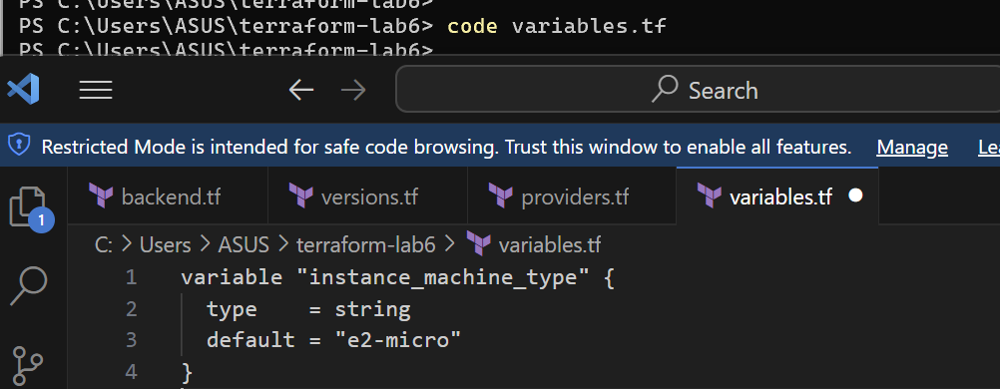 PS C:\Users\ASUS\terraform-lab6>
PS C:\Users\ASUS\terraform-lab6> code variables.tf
PS C:\Users\ASUS\terraform-lab6>
Search
Restricted Mode is intended for safe code browsing. Trust this window to enable all features. Manage
1
backend.tf versions.tf providers.tf variables.tf
C: > Users > ASUS > terraform-lab6 > variables.tf
1 variable "instance_machine_type" {
2 type = string
3 default = "e2-micro"
4 }